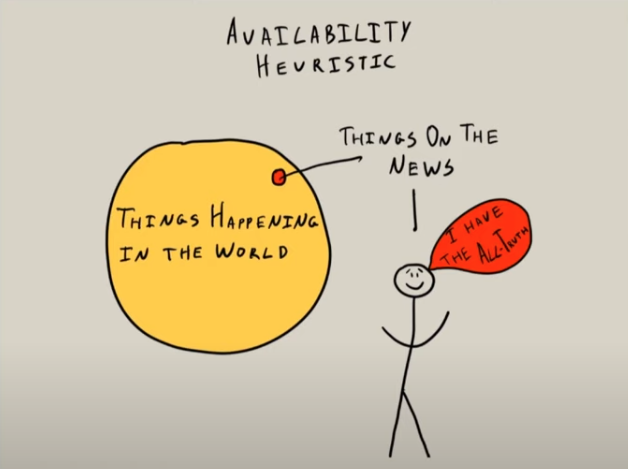 AVAILABILITY
HEURISTIC
THINGS ON THE
NEWS
THINGS HAPPENING
IN THE WORLD
I HAVE
THE ALL-TRUTH